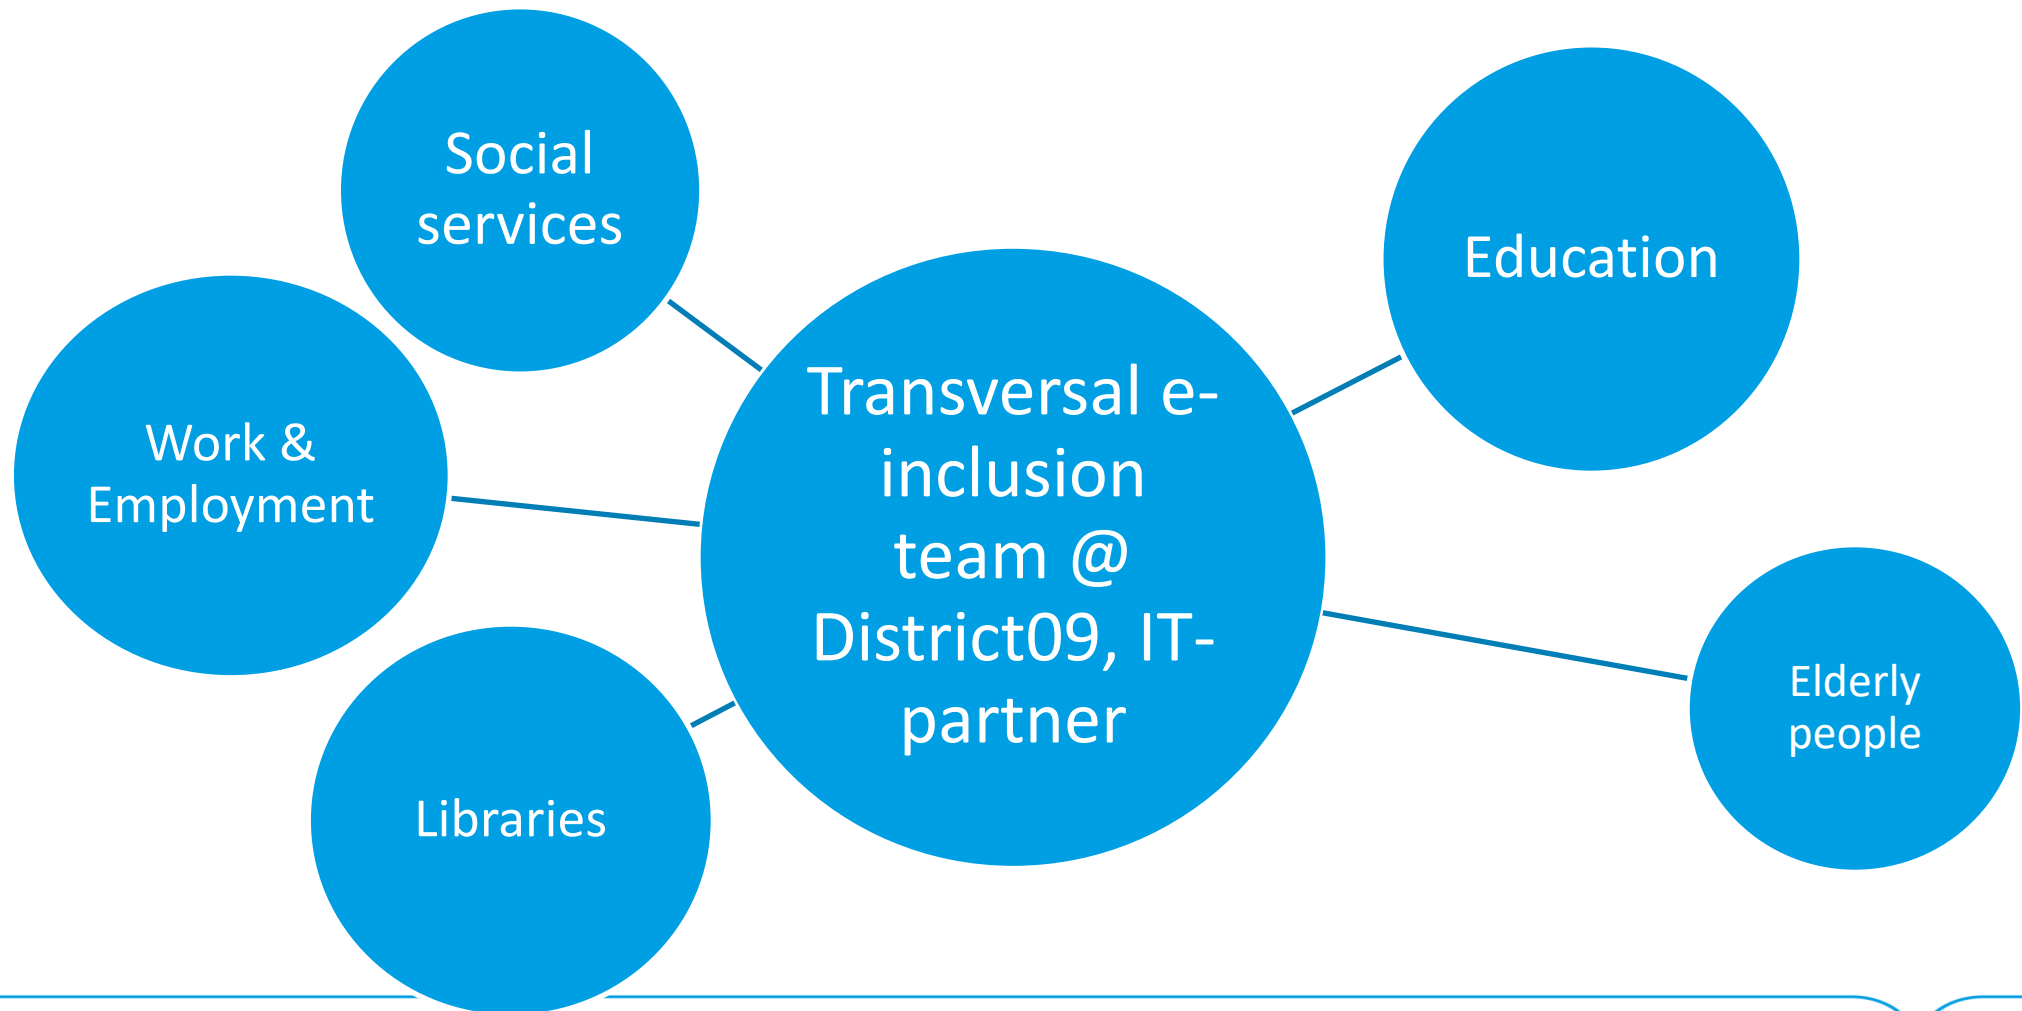 Social
services
Education
Work &
Employment
Transversal e-
inclusion
team @
District09, IT-
partner
Libraries
Elderly
people